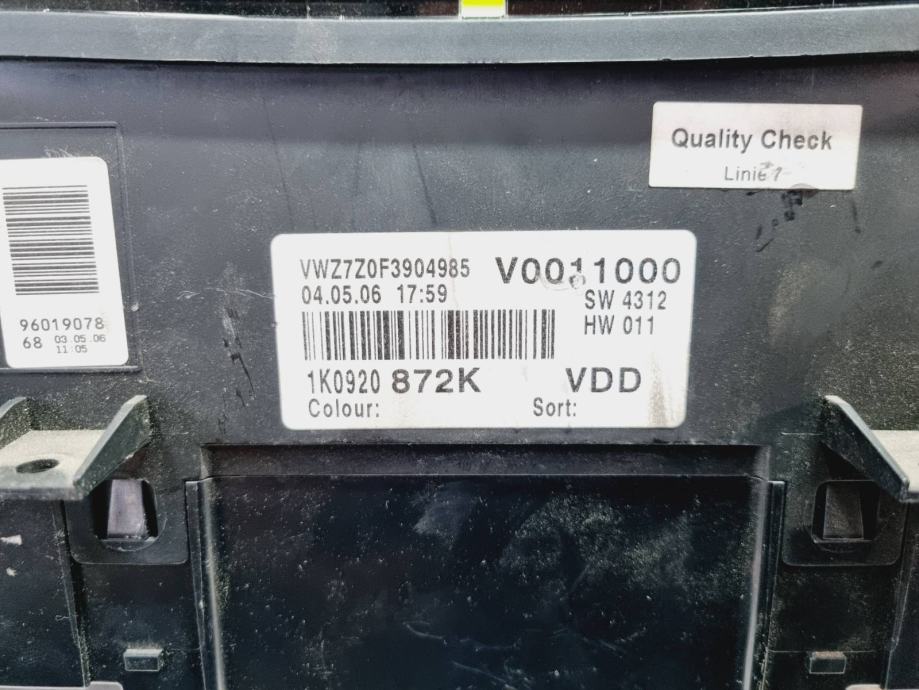 Quality Check
Linie 1
VWZ7Z0F3904985 V0011000
04.05.06 17:59 SW 4312
HW 011
1K0920 872K VDD
Colour: Sort:
96019078
68 03.05.06
11:05